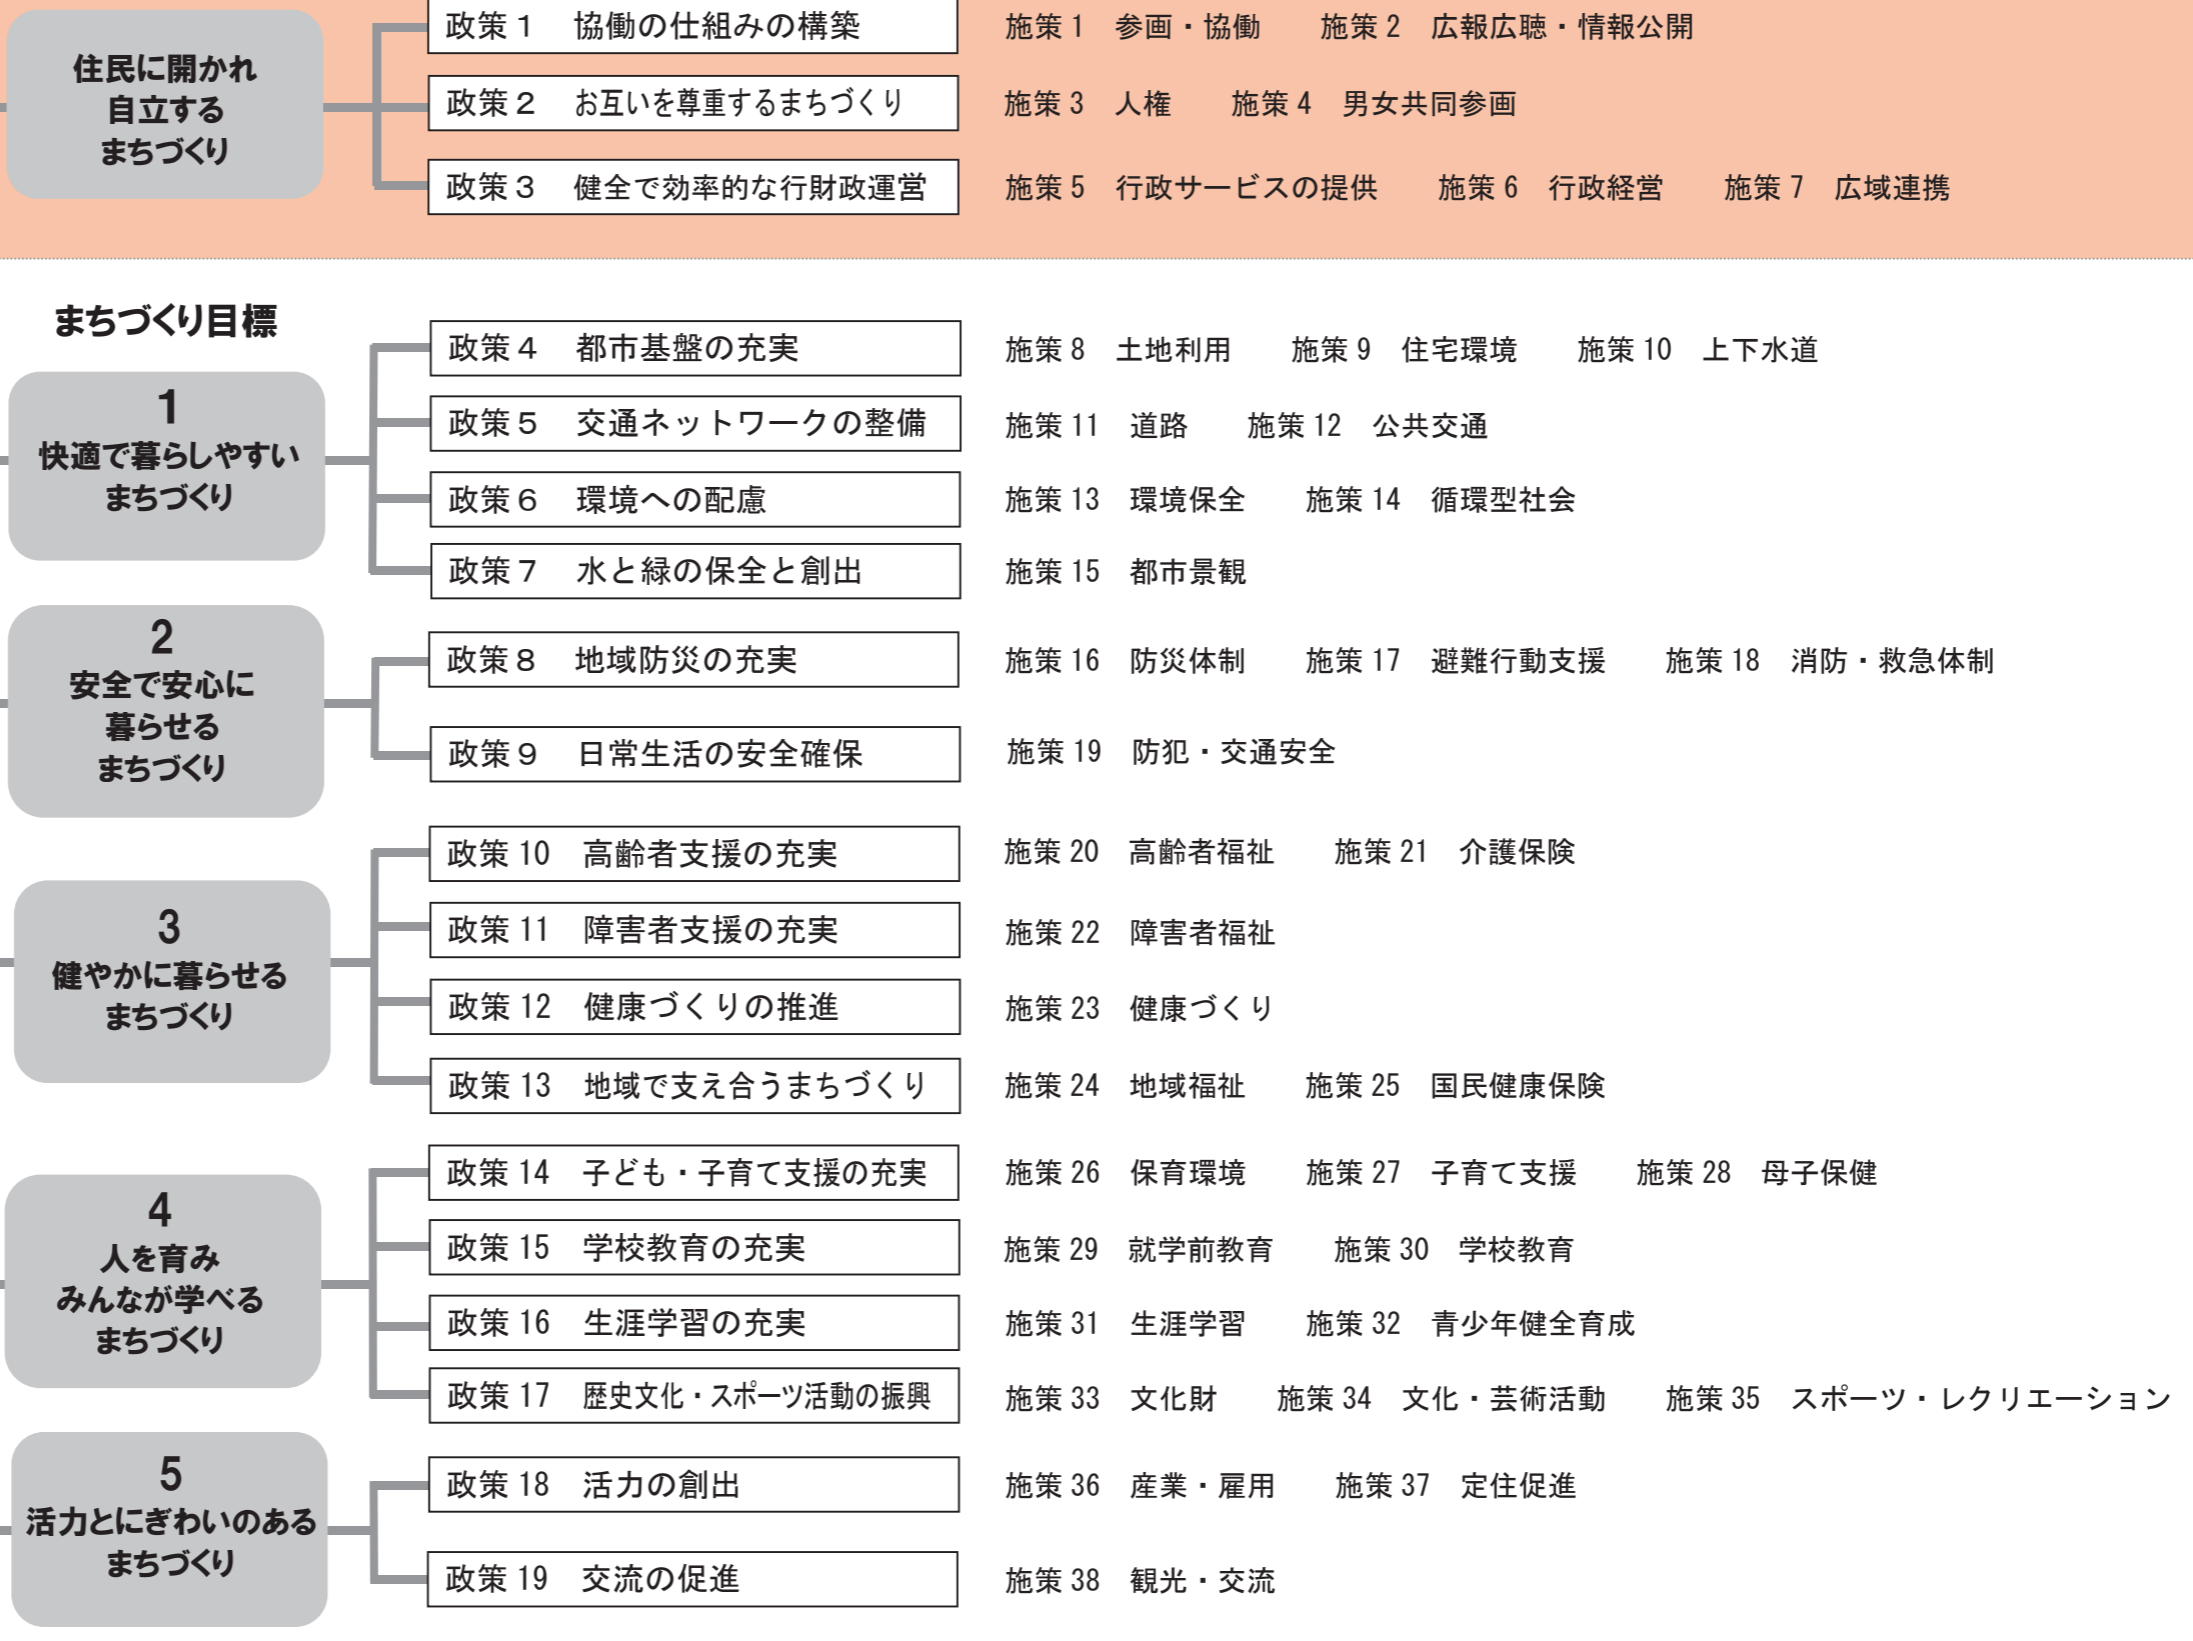 住民に開かれ
自立する
まちづくり
政策１　協働の仕組みの構築　施策 1　参画・協働　施策 2　広報広聴・情報公開
政策２　お互いを尊重するまちづくり　施策 3　人権　施策 4　男女共同参画
政策３　健全で効率的な行財政運営　施策 5　行政サービスの提供　施策 6　行政経営　施策 7　広域連携
まちづくり目標
1
快適で暮らしやすい
まちづくり
政策４　都市基盤の充実　施策 8　土地利用　施策 9　住宅環境　施策 10　上下水道
政策５　交通ネットワークの整備　施策 11　道路　施策 12　公共交通
政策６　環境への配慮　施策 13　環境保全　施策 14　循環型社会
政策７　水と緑の保全と創出　施策 15　都市景観
2
安全で安心に
暮らせる
まちづくり
政策８　地域防災の充実　施策 16　防災体制　施策 17　避難行動支援　施策 18　消防・救急体制
政策９　日常生活の安全確保　施策 19　防犯・交通安全
3
健やかに暮らせる
まちづくり
政策 10　高齢者支援の充実　施策 20　高齢者福祉　施策 21　介護保険
政策 11　障害者支援の充実　施策 22　障害者福祉
政策 12　健康づくりの推進　施策 23　健康づくり
政策 13　地域で支え合うまちづくり　施策 24　地域福祉　施策 25　国民健康保険
4
人を育み
みんなが学べる
まちづくり
政策 14　子ども・子育て支援の充実　施策 26　保育環境　施策 27　子育て支援　施策 28　母子保健
政策 15　学校教育の充実　施策 29　就学前教育　施策 30　学校教育
政策 16　生涯学習の充実　施策 31　生涯学習　施策 32　青少年健全育成
政策 17　歴史文化・スポーツ活動の振興　施策 33　文化財　施策 34　文化・芸術活動　施策 35　スポーツ・レクリエーション
5
活力とにぎわいのある
まちづくり
政策 18　活力の創出　施策 36　産業・雇用　施策 37　定住促進
政策 19　交流の促進　施策 38　観光・交流